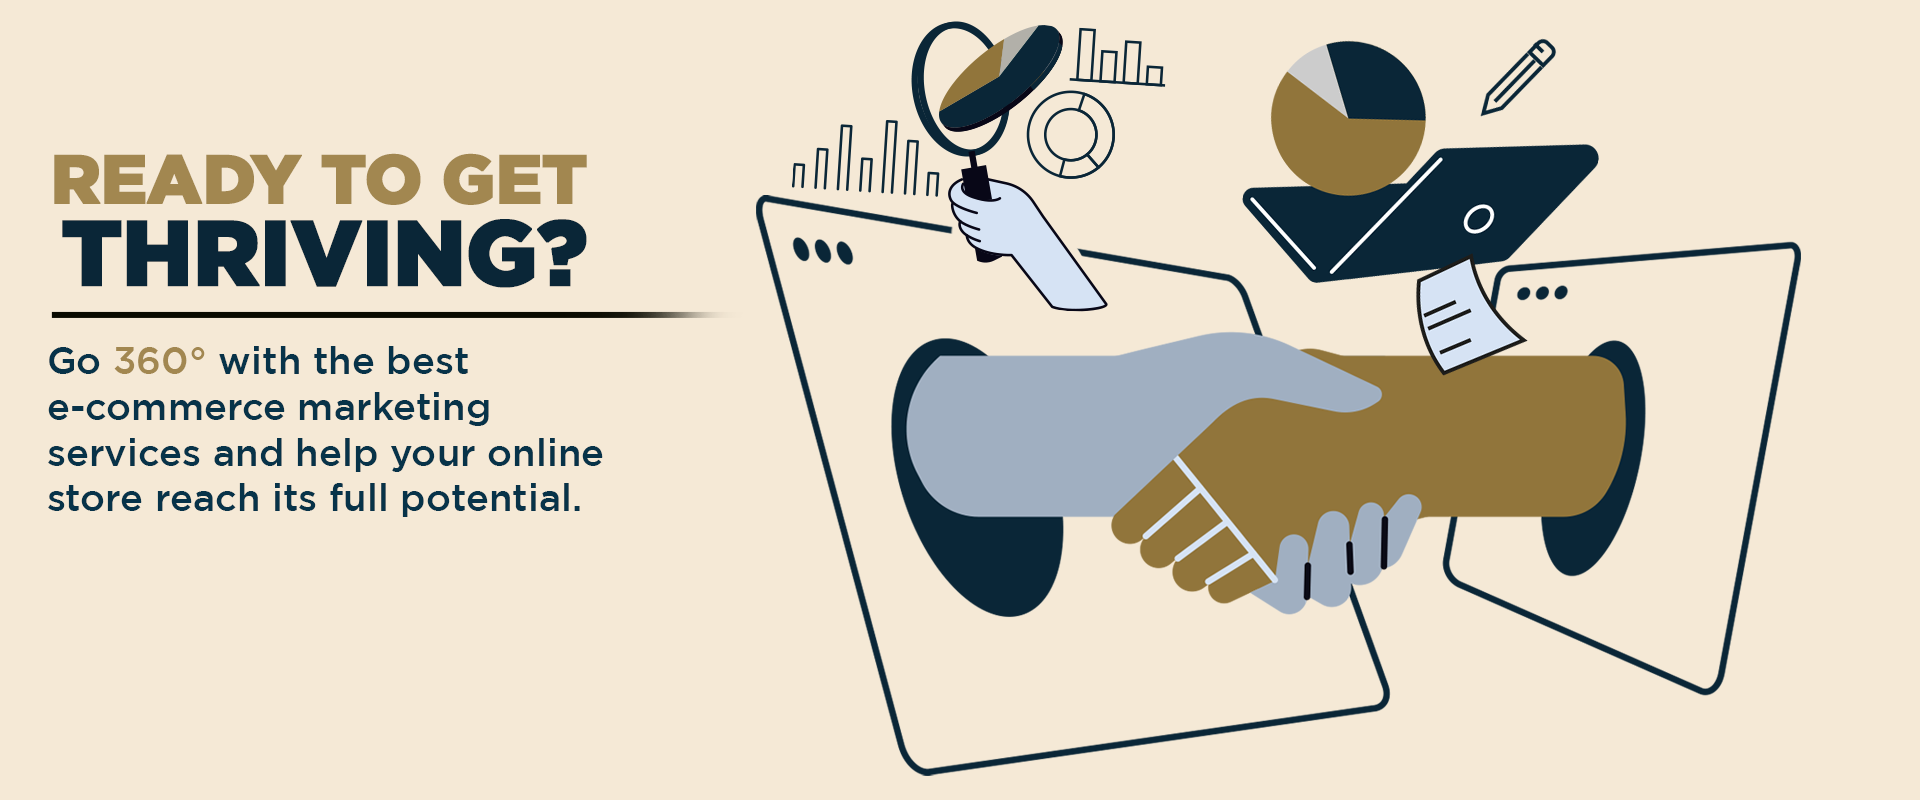 READY TO GET
THRIVING?
Go 360° with the best
e-commerce marketing
services and help your online
store reach its full potential.